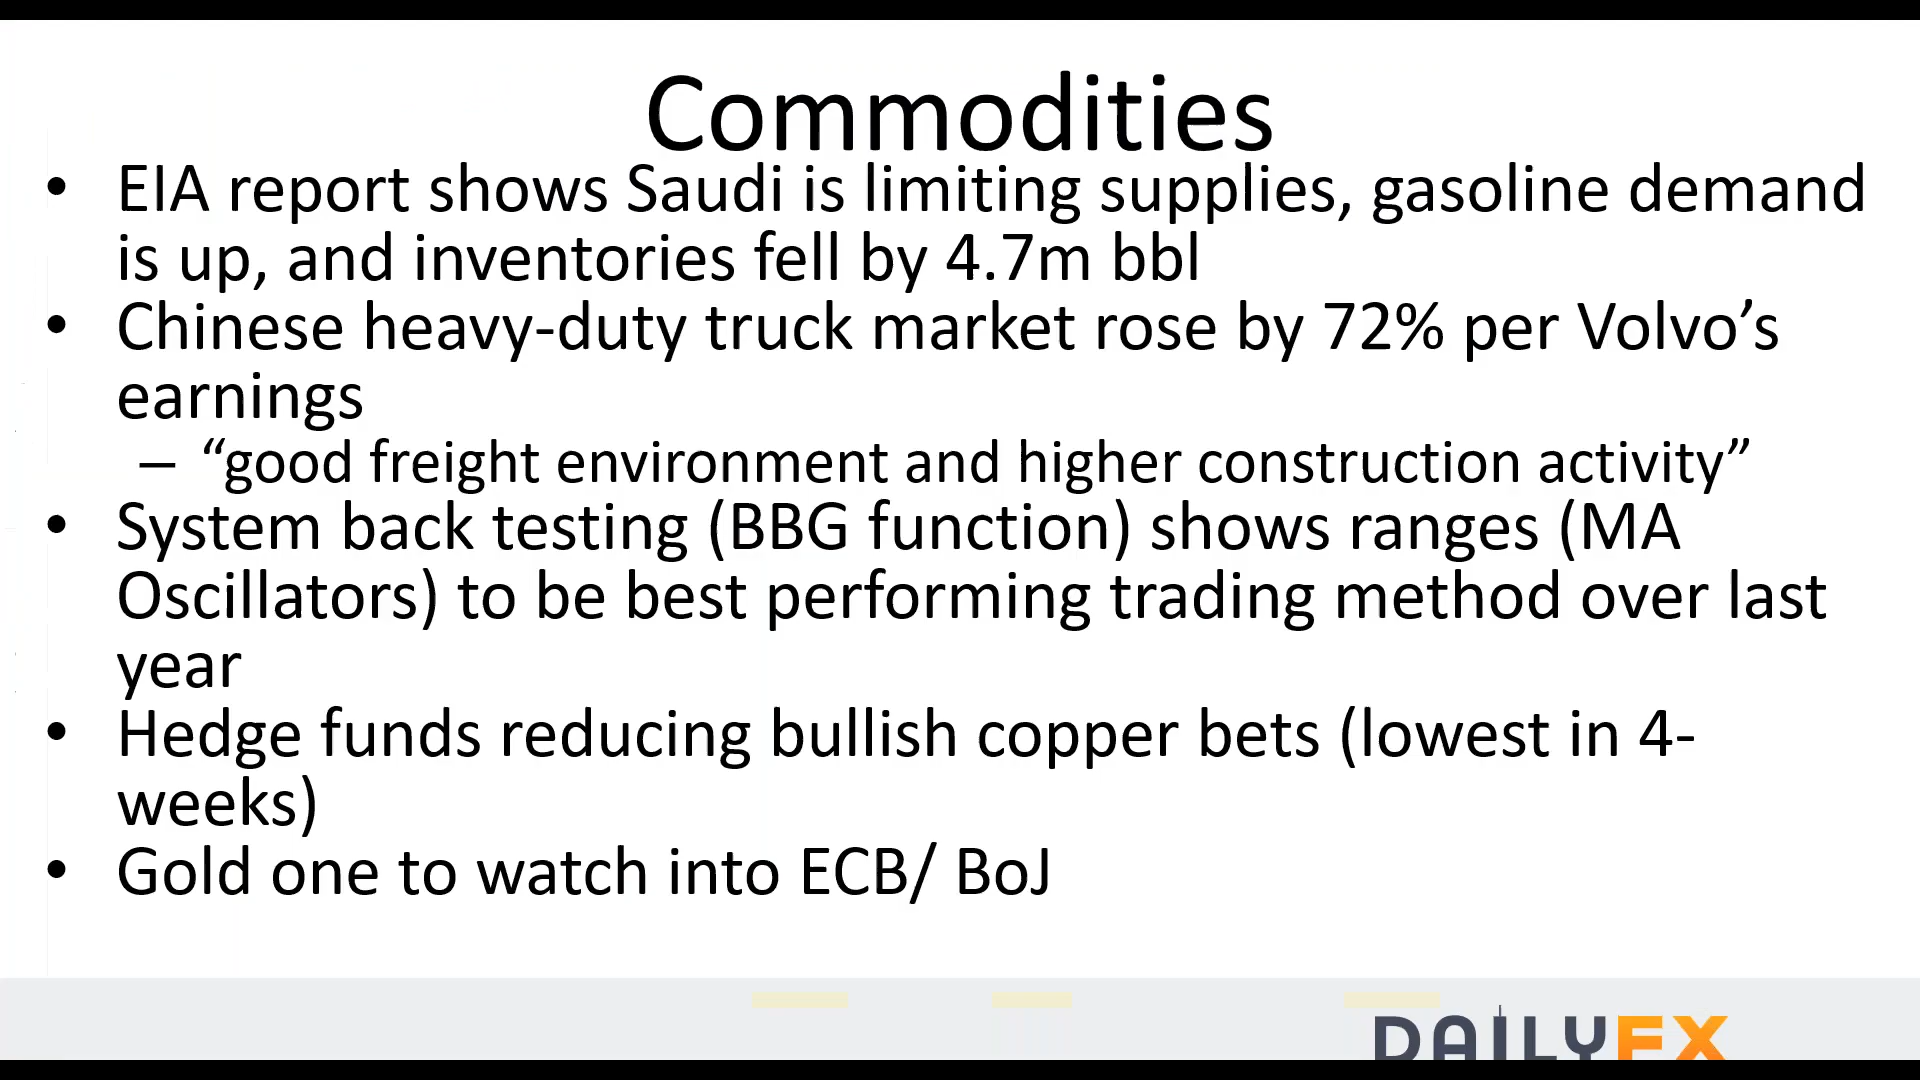 Commodities
• EIA report shows Saudi is limiting supplies, gasoline demand
is up, and inventories fell by 4.7m bbl
• Chinese heavy-duty truck market rose by 72% per Volvo’s
earnings
– “good freight environment and higher construction activity”
• System back testing (BBG function) shows ranges (MA
Oscillators) to be best performing trading method over last
year
• Hedge funds reducing bullish copper bets (lowest in 4-
weeks)
• Gold one to watch into ECB/ BoJ
DAILYFX